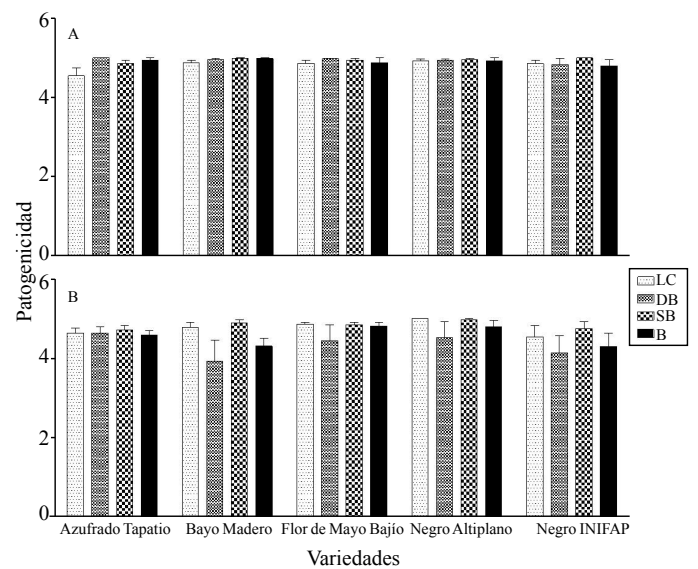 6
A
4
2
0
Patogenicidad
6
B
4
2
0
LC
DB
SB
B
Azufrado Tapatio
Bayo Madero
Flor de Mayo Bajío
Negro Altiplano
Negro INIFAP
Variedades